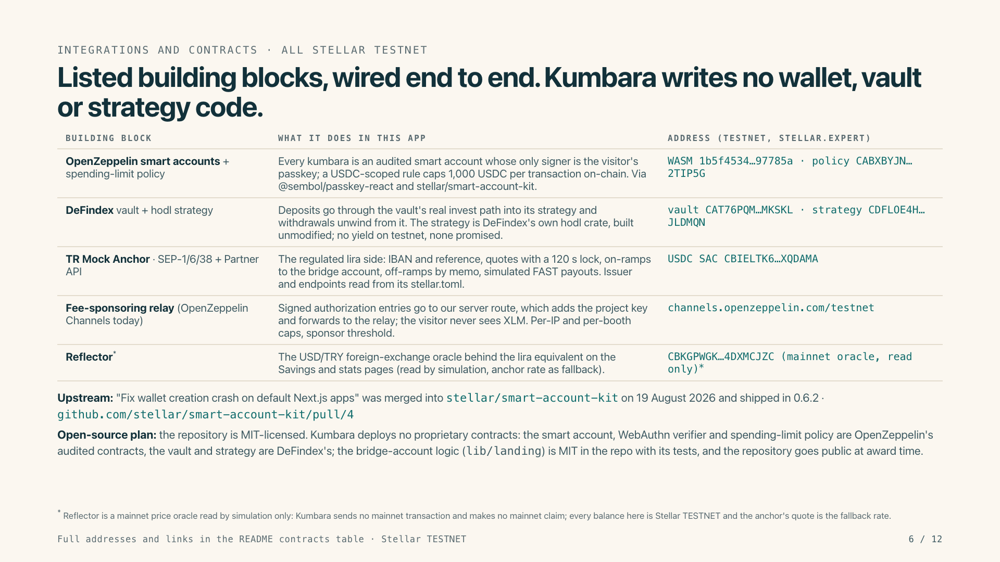 INTEGRATIONS AND CONTRACTS · ALL STELLAR TESTNET
Listed building blocks, wired end to end. Kumbara writes no wallet, vault
or strategy code.
BUILDING BLOCK
WHAT IT DOES IN THIS APP
ADDRESS (TESTNET, STELLAR.EXPERT)
OpenZeppelin smart accounts +
spending-limit policy
Every kumbara is an audited smart account whose only signer is the visitor's
passkey; a USDC-scoped rule caps 1,000 USDC per transaction on-chain. Via
@sembol/passkey-react and stellar/smart-account-kit.
WASM 1b5f4534…97785a · policy CABXBYJN…
2TIP5G
DeFindex vault + hodl strategy
Deposits go through the vault's real invest path into its strategy and
withdrawals unwind from it. The strategy is DeFindex's own hodl crate, built
unmodified; no yield on testnet, none promised.
vault CAT76PQM…MKSKL · strategy CDFLOE4H…
JLDMQN
TR Mock Anchor · SEP-1/6/38 + Partner
API
The regulated lira side: IBAN and reference, quotes with a 120 s lock, on-ramps
to the bridge account, off-ramps by memo, simulated FAST payouts. Issuer
and endpoints read from its stellar.toml.
USDC SAC CBIELTK6…XQDAMA
Fee-sponsoring relay (OpenZeppelin
Channels today)
Signed authorization entries go to our server route, which adds the project key
and forwards to the relay; the visitor never sees XLM. Per-IP and per-booth
caps, sponsor threshold.
channels.openzeppelin.com/testnet
Reflector*
The USD/TRY foreign-exchange oracle behind the lira equivalent on the
Savings and stats pages (read by simulation, anchor rate as fallback).
CBKGPWGK…4DXMCJZC (mainnet oracle, read
only)*
Upstream: "Fix wallet creation crash on default Next.js apps" was merged into stellar/smart-account-kit on 19 August 2026 and shipped in 0.6.2 ·
github.com/stellar/smart-account-kit/pull/4
Open-source plan: the repository is MIT-licensed. Kumbara deploys no proprietary contracts: the smart account, WebAuthn verifier and spending-limit policy are OpenZeppelin's
audited contracts, the vault and strategy are DeFindex's; the bridge-account logic (lib/landing) is MIT in the repo with its tests, and the repository goes public at award time.
* Reflector is a mainnet price oracle read by simulation only: Kumbara sends no mainnet transaction and makes no mainnet claim; every balance here is Stellar TESTNET and the anchor's quote is the fallback rate.
Full addresses and links in the README contracts table · Stellar TESTNET
6 / 12